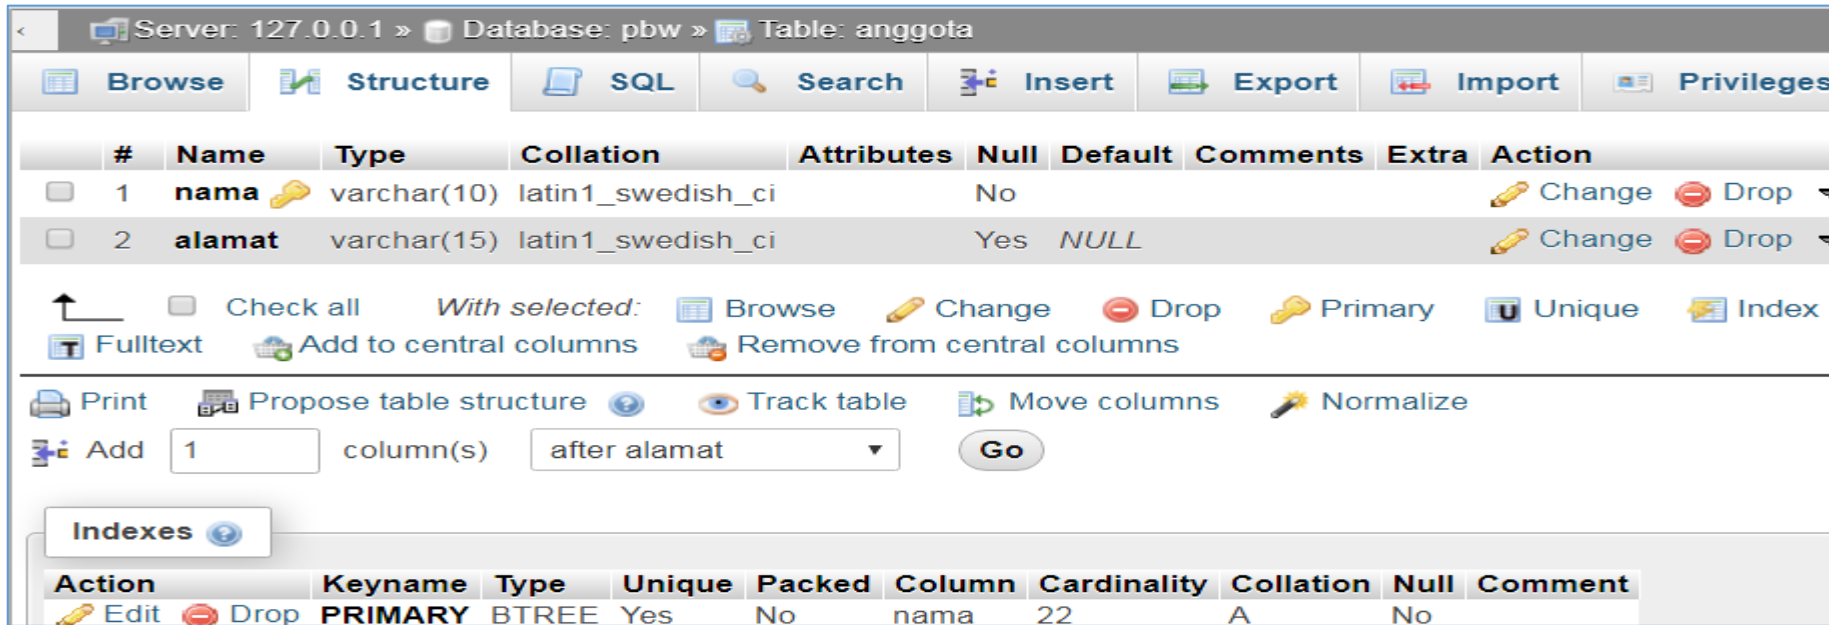 Server: 127.0.0.1 » Database: pbw » Table: anggota
Browse Structure SQL Search Insert Export Import Privileges
# Name Type Collation Attributes Null Default Comments Extra Action
1 nama varchar(10) latin1_swedish_ci No Change Drop
2 alamat varchar(15) latin1_swedish_ci Yes NULL Change Drop
Check all With selected: Browse Change Drop Primary Unique Index
Fulltext Add to central columns Remove from central columns
Print Propose table structure Track table Move columns Normalize
Add 1 column(s) after alamat Go
Indexes
Action Keyname Type Unique Packed Column Cardinality Collation Null Comment
Edit Drop PRIMARY BTREE Yes No nama 22 A No